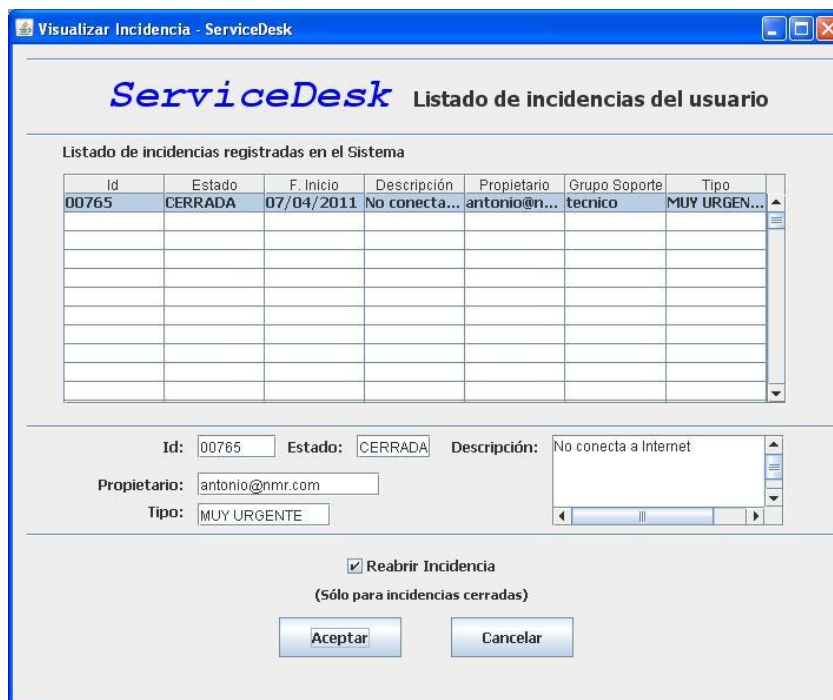 Visualizar Incidencia - ServiceDesk
ServiceDesk Listado de incidencias del usuario
Listado de incidencias registradas en el Sistema
Id Estado F. Inicio Descripción Propietario Grupo Soporte Tipo
00765 CERRADA 07/04/2011 No conecta... antonio@n... tecnico MUY URGEN...
Id: 00765 Estado: CERRADA Descripción: No conecta a Internet
Propietario: antonio@nmr.com
Tipo: MUY URGENTE
Reabrir Incidencia
(Sólo para incidencias cerradas)
Aceptar Cancelar